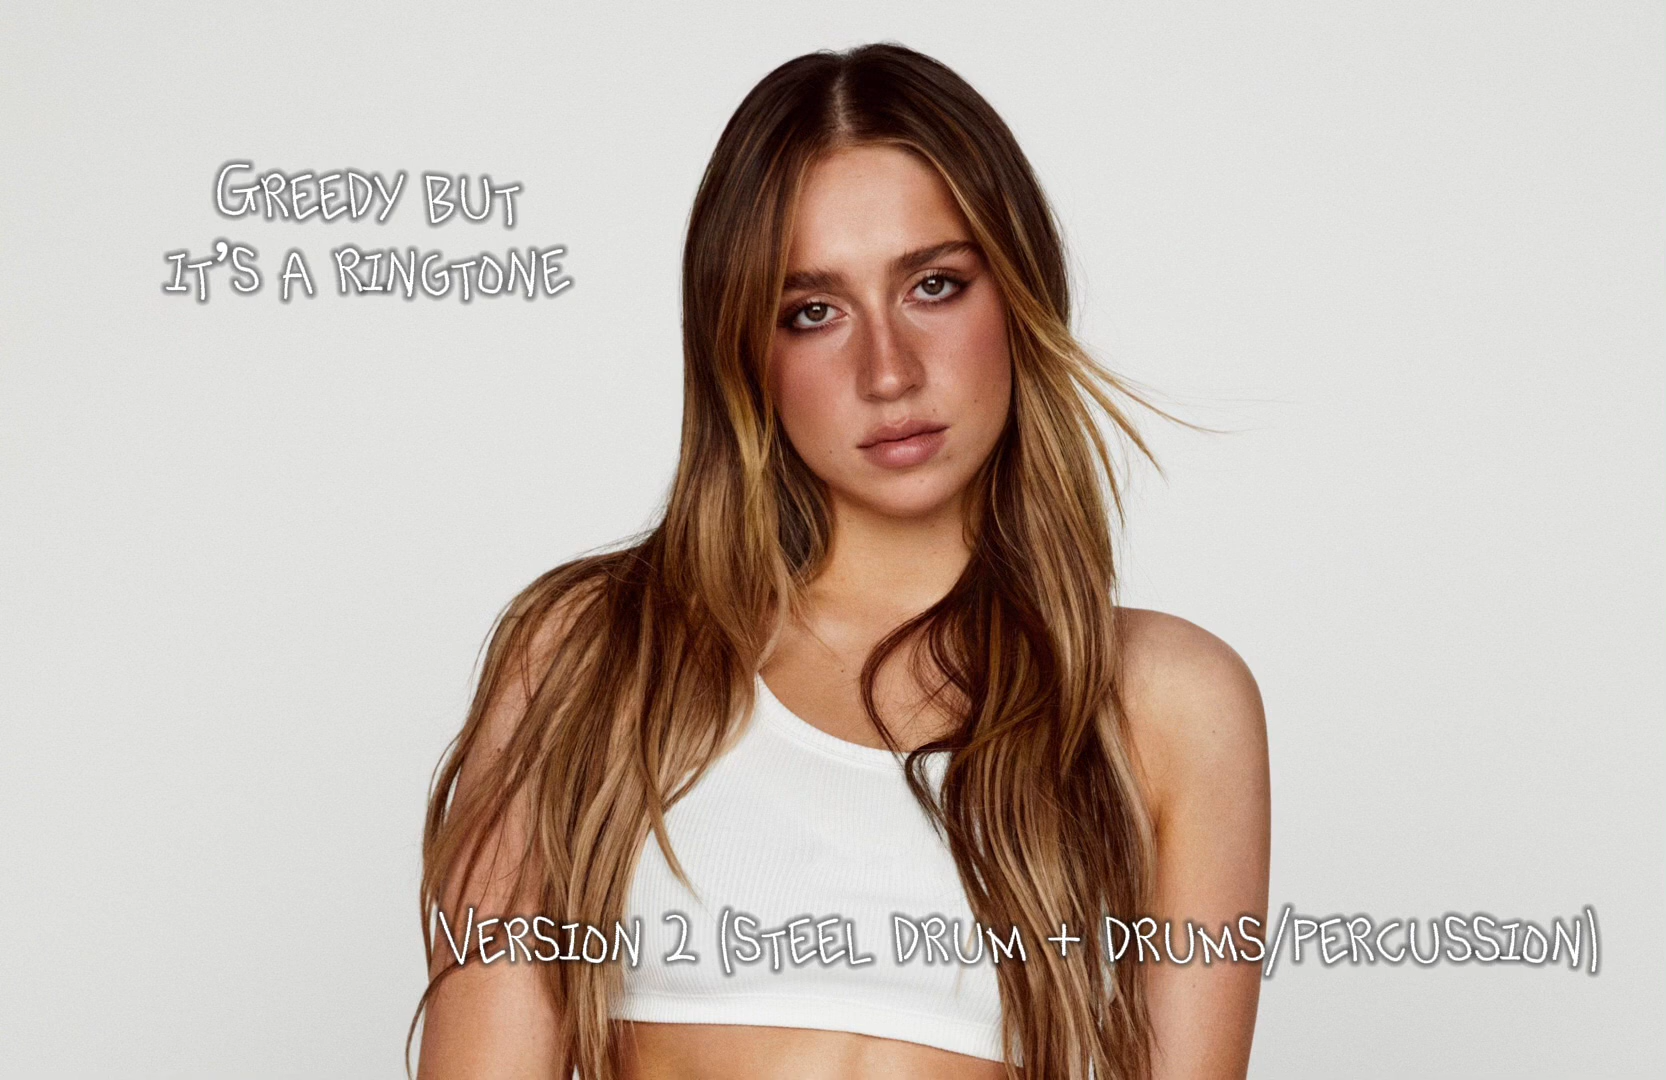 Greedy but
it's a ringtone
Version 2 (steel drum + drums/percussion)